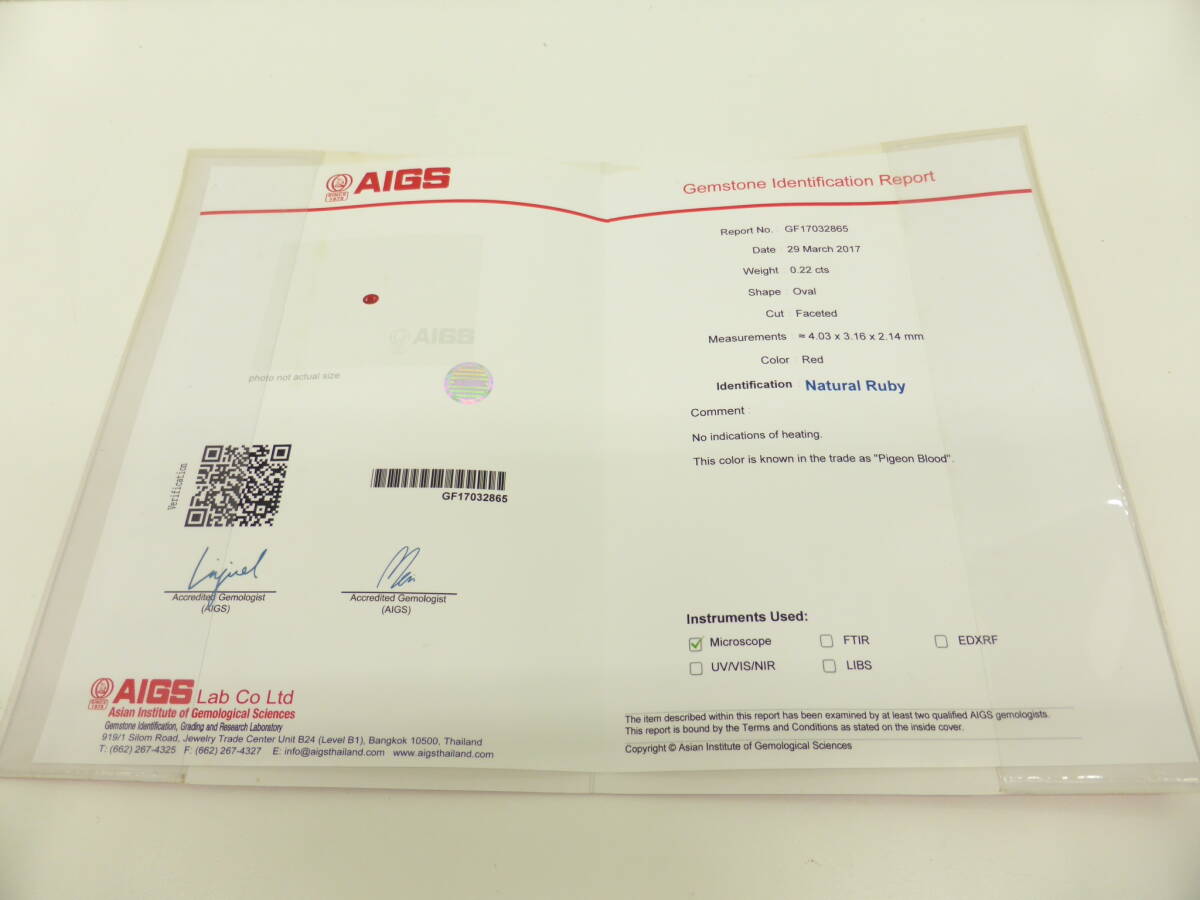 AIGS
SINCE 1978
AIGS
photo not actual size
Verification
GF17032865
Accredited Gemologist
(AIGS)
Accredited Gemologist
(AIGS)
AIGS Lab Co Ltd
SINCE 1978
Asian Institute of Gemological Sciences
Gemstone Identification, Grading and Research Laboratory
919/1 Silom Road, Jewelry Trade Center Unit B24 (Level B1), Bangkok 10500, Thailand
T: (662) 267-4325 F: (662) 267-4327 E: info@aigsthailand.com www.aigsthailand.com
Gemstone Identification Report
Report No. : GF17032865
Date : 29 March 2017
Weight : 0.22 cts
Shape : Oval
Cut : Faceted
Measurements : ≈ 4.03 x 3.16 x 2.14 mm
Color : Red
Identification : Natural Ruby
Comment :
No indications of heating.
This color is known in the trade as "Pigeon Blood".
Instruments Used:
Microscope FTIR EDXRF
UV/VIS/NIR LIBS
The item described within this report has been examined by at least two qualified AIGS gemologists.
This report is bound by the Terms and Conditions as stated on the inside cover.
Copyright © Asian Institute of Gemological Sciences